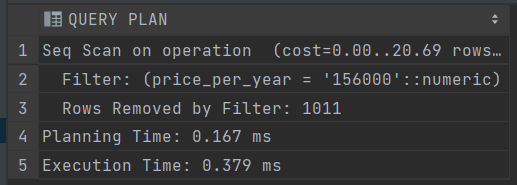 QUERY PLAN
1 Seq Scan on operation  (cost=0.00..20.69 rows…
2   Filter: (price_per_year = '156000'::numeric)
3   Rows Removed by Filter: 1011
4 Planning Time: 0.167 ms
5 Execution Time: 0.379 ms